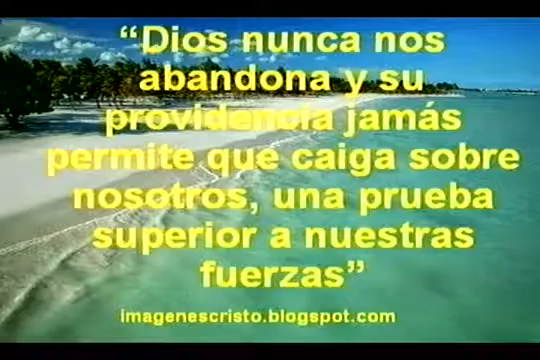 “Dios nunca nos
abandona y su
providencia jamás
permite que caiga sobre
nosotros, una prueba
superior a nuestras
fuerzas”
imagenescristo.blogspot.com